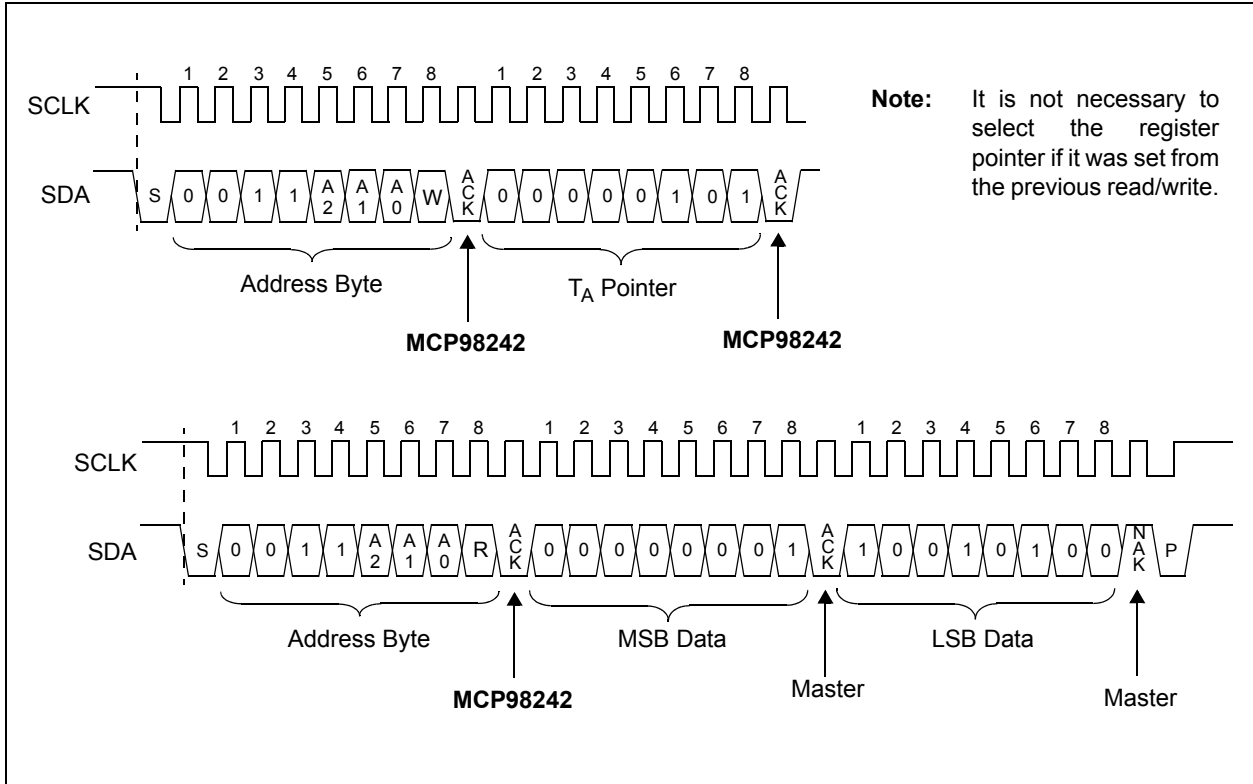 1 2 3 4 5 6 7 8 1 2 3 4 5 6 7 8
SCLK
SDA S 0 0 1 1 A2 A1 A0 W ACK 0 0 0 0 0 1 0 1 ACK
Address Byte TA Pointer
MCP98242 MCP98242
Note: It is not necessary to
select the register
pointer if it was set from
the previous read/write.
1 2 3 4 5 6 7 8 1 2 3 4 5 6 7 8 1 2 3 4 5 6 7 8
SCLK
SDA S 0 0 1 1 A2 A1 A0 R ACK 0 0 0 0 0 0 0 1 ACK 1 0 0 1 0 1 0 0 NAK P
Address Byte MSB Data LSB Data
MCP98242 Master Master